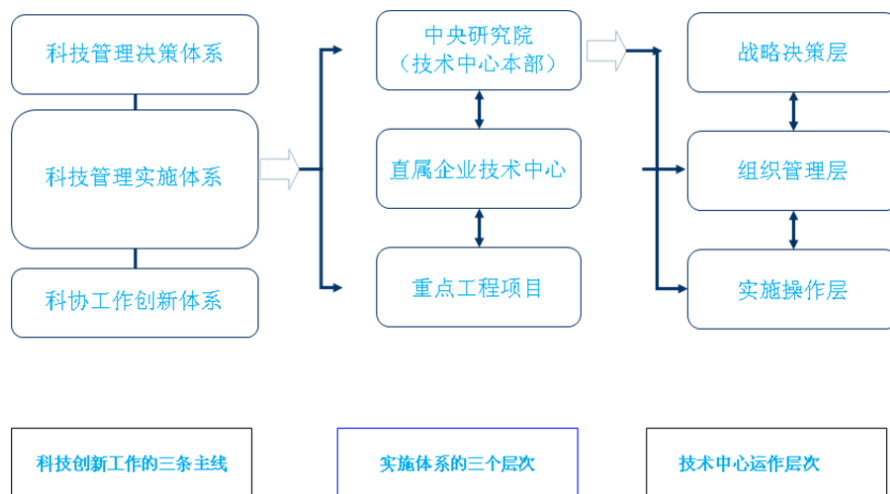 科技管理决策体系
科技管理实施体系
科协工作创新体系
中央研究院
（技术中心本部）
直属企业技术中心
重点工程项目
战略决策层
组织管理层
实施操作层
科技创新工作的三条主线
实施体系的三个层次
技术中心运作层次